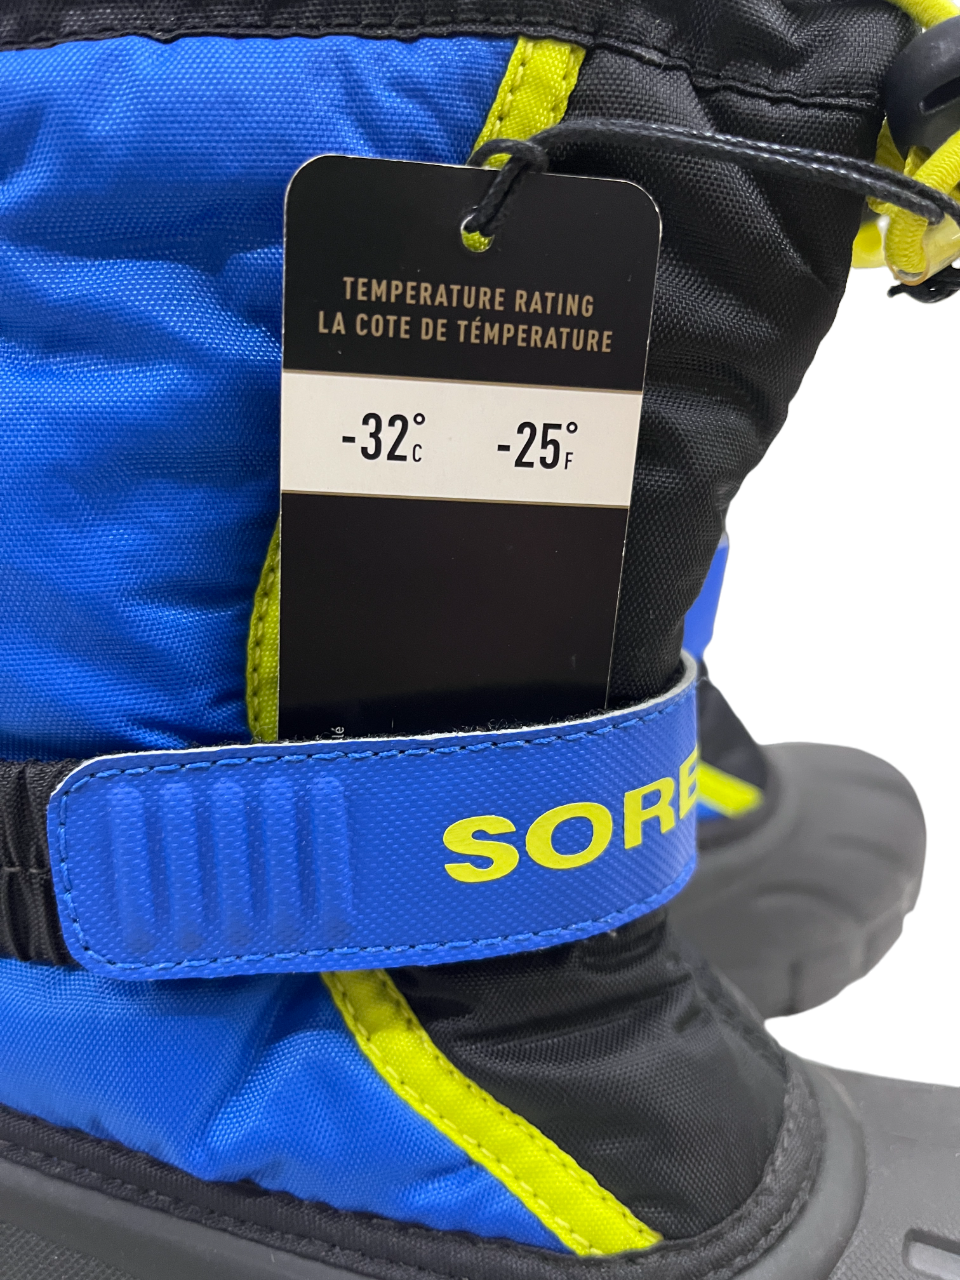 TEMPERATURE RATING
LA COTE DE TÉMPERATURE
-32°C -25°F
SORE